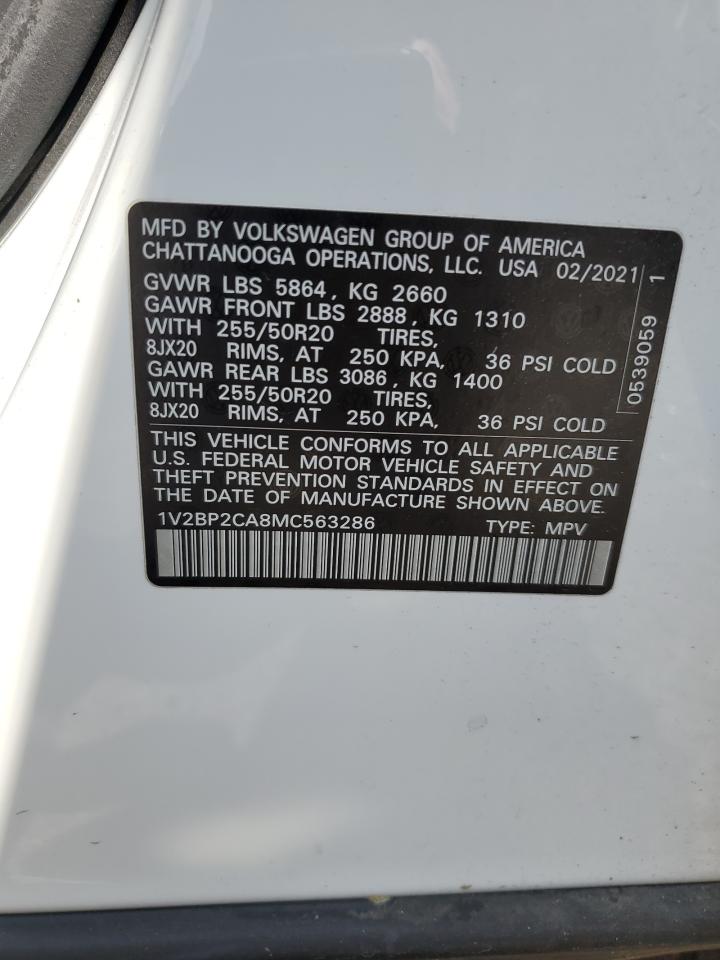 MFD BY VOLKSWAGEN GROUP OF AMERICA
CHATTANOOGA OPERATIONS, LLC. USA 02/2021
GVWR LBS 5864, KG 2660
GAWR FRONT LBS 2888, KG 1310
WITH 255/50R20 TIRES,
8JX20 RIMS, AT 250 KPA, 36 PSI COLD
GAWR REAR LBS 3086, KG 1400
WITH 255/50R20 TIRES,
8JX20 RIMS, AT 250 KPA, 36 PSI COLD
THIS VEHICLE CONFORMS TO ALL APPLICABLE
U.S. FEDERAL MOTOR VEHICLE SAFETY AND
THEFT PREVENTION STANDARDS IN EFFECT ON
THE DATE OF MANUFACTURE SHOWN ABOVE.
1V2BP2CA8MC563286 TYPE: MPV
0539059 1